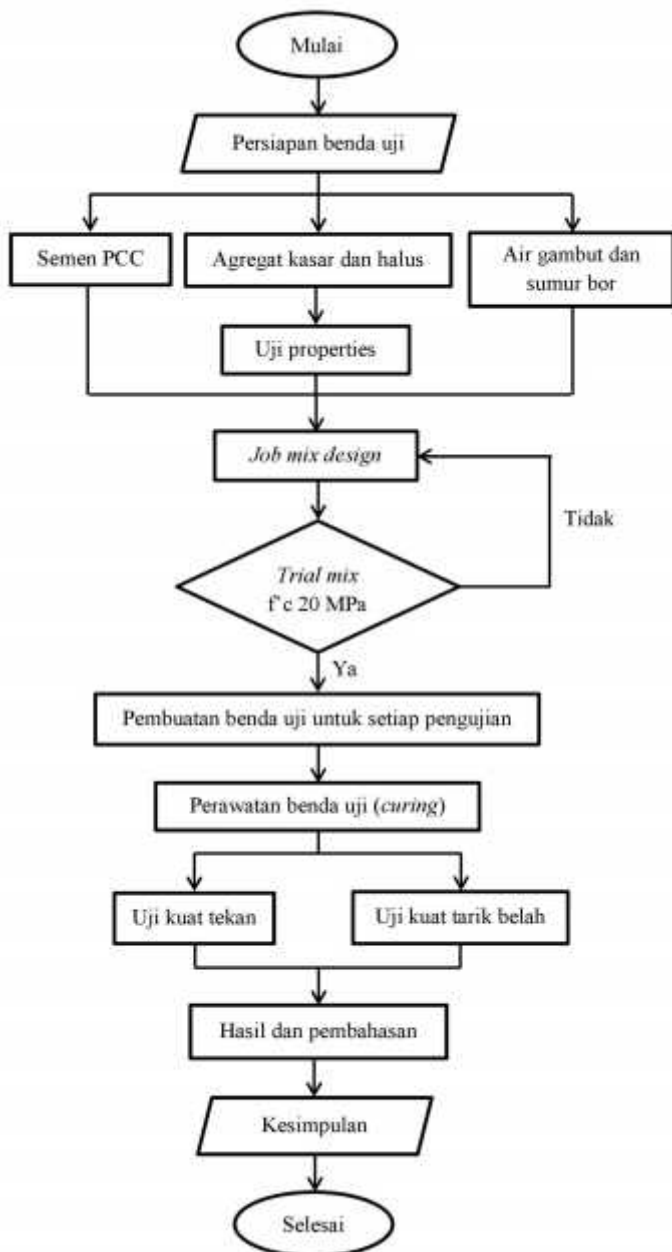 Mulai
Persiapan benda uji
Semen PCC
Agregat kasar dan halus
Air gambut dan
sumur bor
Uji properties
Job mix design
Tidak
Trial mix
f'c 20 MPa
Ya
Pembuatan benda uji untuk setiap pengujian
Perawatan benda uji (curing)
Uji kuat tekan
Uji kuat tarik belah
Hasil dan pembahasan
Kesimpulan
Selesai